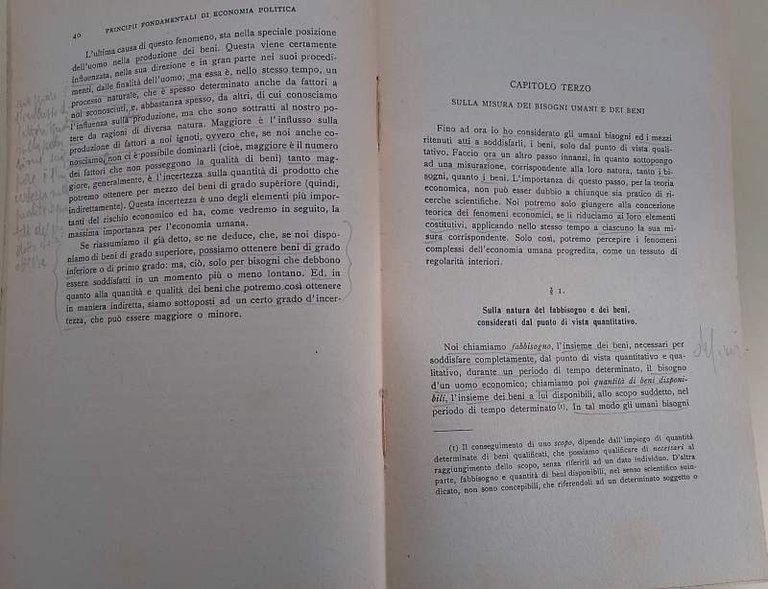 40 PRINCIPII FONDAMENTALI DI ECONOMIA POLITICA
L'ultima causa di questo fenomeno, sta nella speciale posizione
dell'uomo nella produzione dei beni. Questa viene certamente
influenzata, nella sua direzione e in gran parte nei suoi procedi-
menti, dalle finalità dell'uomo; ma essa è, nello stesso tempo, un
processo naturale, che è spesso determinato anche da fattori a
noi sconosciuti, e, abbastanza spesso, da altri, di cui conosciamo
l'influenza sulla produzione, ma che sono sottratti al nostro po-
tere da ragioni di diversa natura. Maggiore è l'influsso sulla
produzione di fattori a noi ignoti, ovvero che, se noi anche co-
nosciamo, non ci è possibile dominarli (cioè, maggiore è il numero
dei fattori che non posseggono la qualità di beni) tanto mag-
giore, generalmente, è l'incertezza sulla quantità di prodotto che
potremo ottenere per mezzo dei beni di grado superiore (quindi,
indirettamente). Questa incertezza è uno degli elementi più impor-
tanti del rischio economico ed ha, come vedremo in seguito, la
massima importanza per l'economia umana.
Se riassumiamo il già detto, se ne deduce, che, se noi dispo-
niamo di beni di grado superiore, possiamo ottenere beni di grado
inferiore o di primo grado: ma, ciò, solo per bisogni che debbono
essere soddisfatti in un momento più o meno lontano. Ed, in
quanto alla quantità e qualità dei beni che potremo così ottenere
in maniera indiretta, siamo sottoposti ad un certo grado d'incer-
tezza, che può essere maggiore o minore.
CAPITOLO TERZO
SULLA MISURA DEI BISOGNI UMANI E DEI BENI
Fino ad ora io ho considerato gli umani bisogni ed i mezzi
ritenuti atti a soddisfarli, i beni, solo dal punto di vista quali-
tativo. Faccio ora un altro passo innanzi, in quanto sottopongo
ad una misurazione, corrispondente alla loro natura, tanto i bi-
sogni, quanto i beni. L'importanza di questo passo, per la teoria
economica, non può esser dubbio a chiunque sia pratico di ri-
cerche scientifiche. Noi potremo solo giungere alla concezione
teorica dei fenomeni economici, se li riduciamo ai loro elementi
costitutivi, applicando nello stesso tempo a ciascuno la sua mi-
sura corrispondente. Solo così, potremo percepire i fenomeni
complessi dell'economia umana progredita, come un tessuto di
regolarità interiori.
§ 1.
Sulla natura del fabbisogno e dei beni,
considerati dal punto di vista quantitativo.
Noi chiamiamo fabbisogno, l'insieme dei beni, necessari per
soddisfare completamente, dal punto di vista quantitativo e qua-
litativo, durante un periodo di tempo determinato, il bisogno
d'un uomo economico; chiamiamo poi quantità di beni disponi-
bili, l'insieme dei beni a lui disponibili, allo scopo suddetto, nel
periodo di tempo determinato (1). In tal modo gli umani bisogni
(1) Il conseguimento di uno scopo, dipende dall'impiego di quantità
determinate di beni qualificati, che possiamo qualificare di necessari al
raggiungimento dello scopo, senza riferirli ad un dato individuo. D'altra
parte, fabbisogno e quantità di beni disponibili, nel senso scientifico suin-
dicato, non sono concepibili, che riferendoli ad un determinato soggetto o